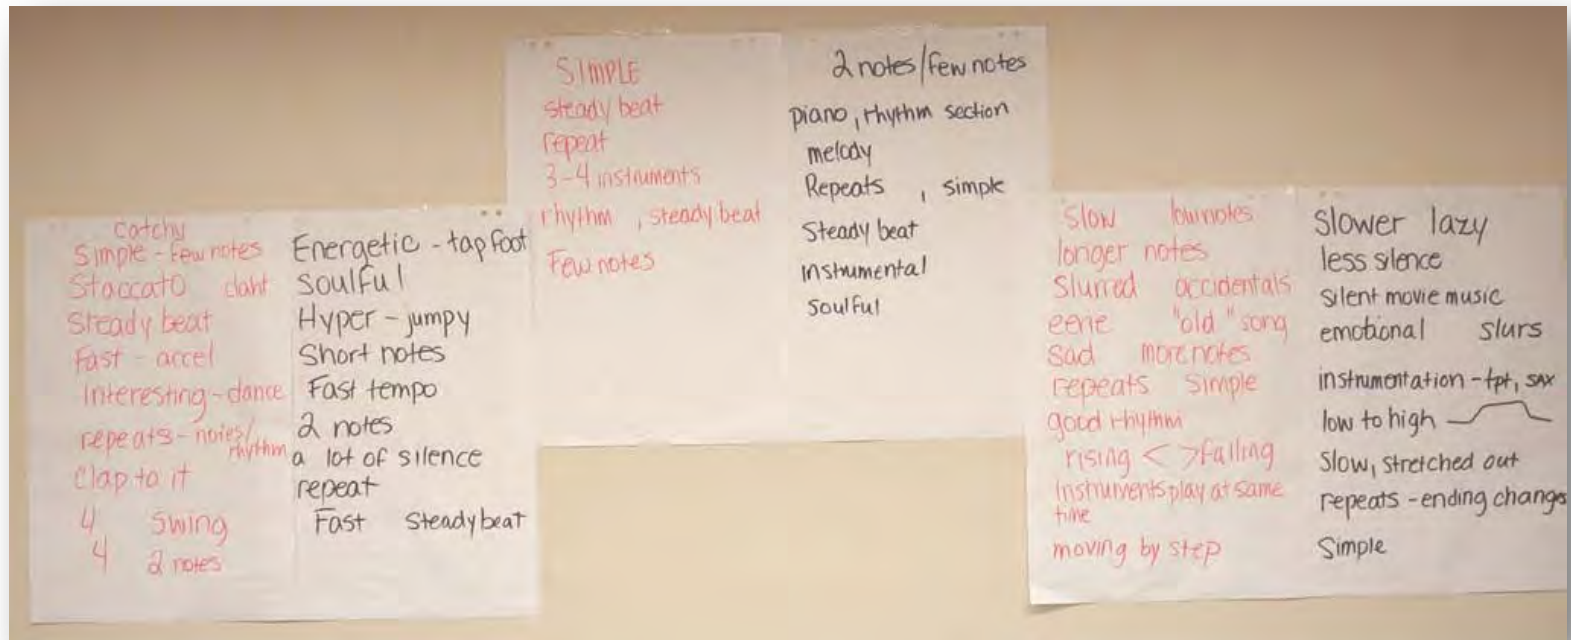 catchy
Simple - few notes
Staccato daht
Steady beat
Fast - accel
Interesting - dance
repeats - notes/
rhythm
Clap to it
4 Swing
4 2 notes
Energetic - tap foot
Soulful
Hyper - jumpy
Short notes
Fast tempo
2 notes
a lot of silence
repeat
Fast Steady beat
SIMPLE
steady beat
repeat
3-4 instruments
rhythm, steady beat
Few notes
2 notes/few notes
piano, rhythm section
melody
Repeats, simple
Steady beat
instrumental
Soulful
Slow low notes
longer notes
Slurred accidentals
eerie "old" song
Sad more notes
repeats simple
good rhythm
rising < > falling
Instruments play at same
time
moving by step
Slower lazy
less silence
Silent movie music
emotional slurs
instrumentation - tpt, sax
low to high
Slow, stretched out
repeats - ending changes
Simple